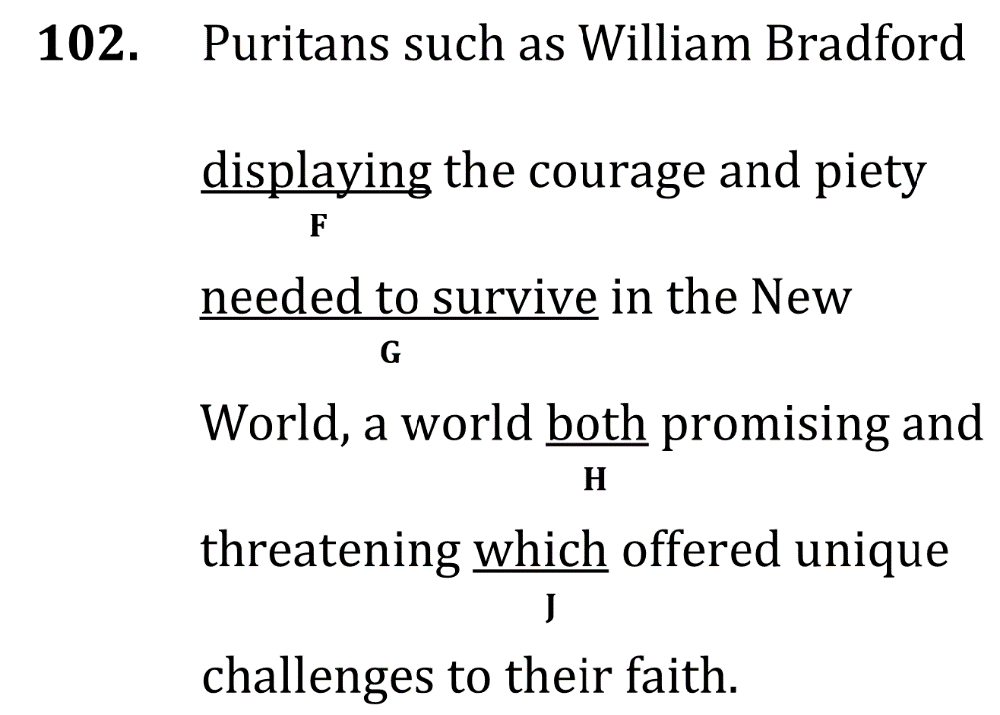 102. Puritans such as William Bradford
displaying the courage and piety
F
needed to survive in the New
G
World, a world both promising and
H
threatening which offered unique
J
challenges to their faith.